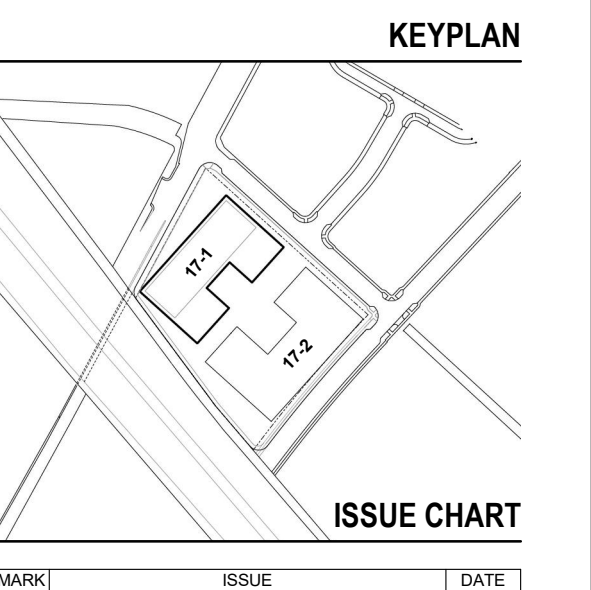 KEYPLAN
17-1
17-2
ISSUE CHART
MARK ISSUE DATE